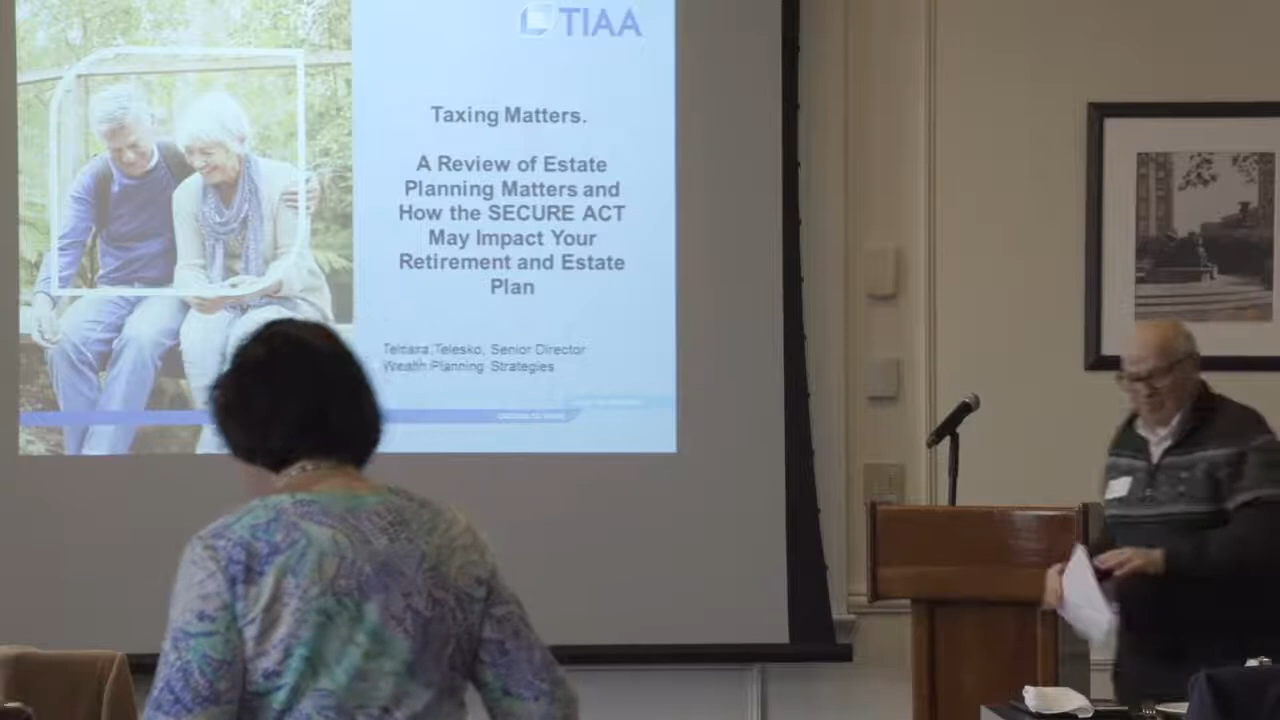 TIAA
Taxing Matters.
A Review of Estate
Planning Matters and
How the SECURE ACT
May Impact Your
Retirement and Estate
Plan
Telesko, Senior Director
Wealth Planning Strategies